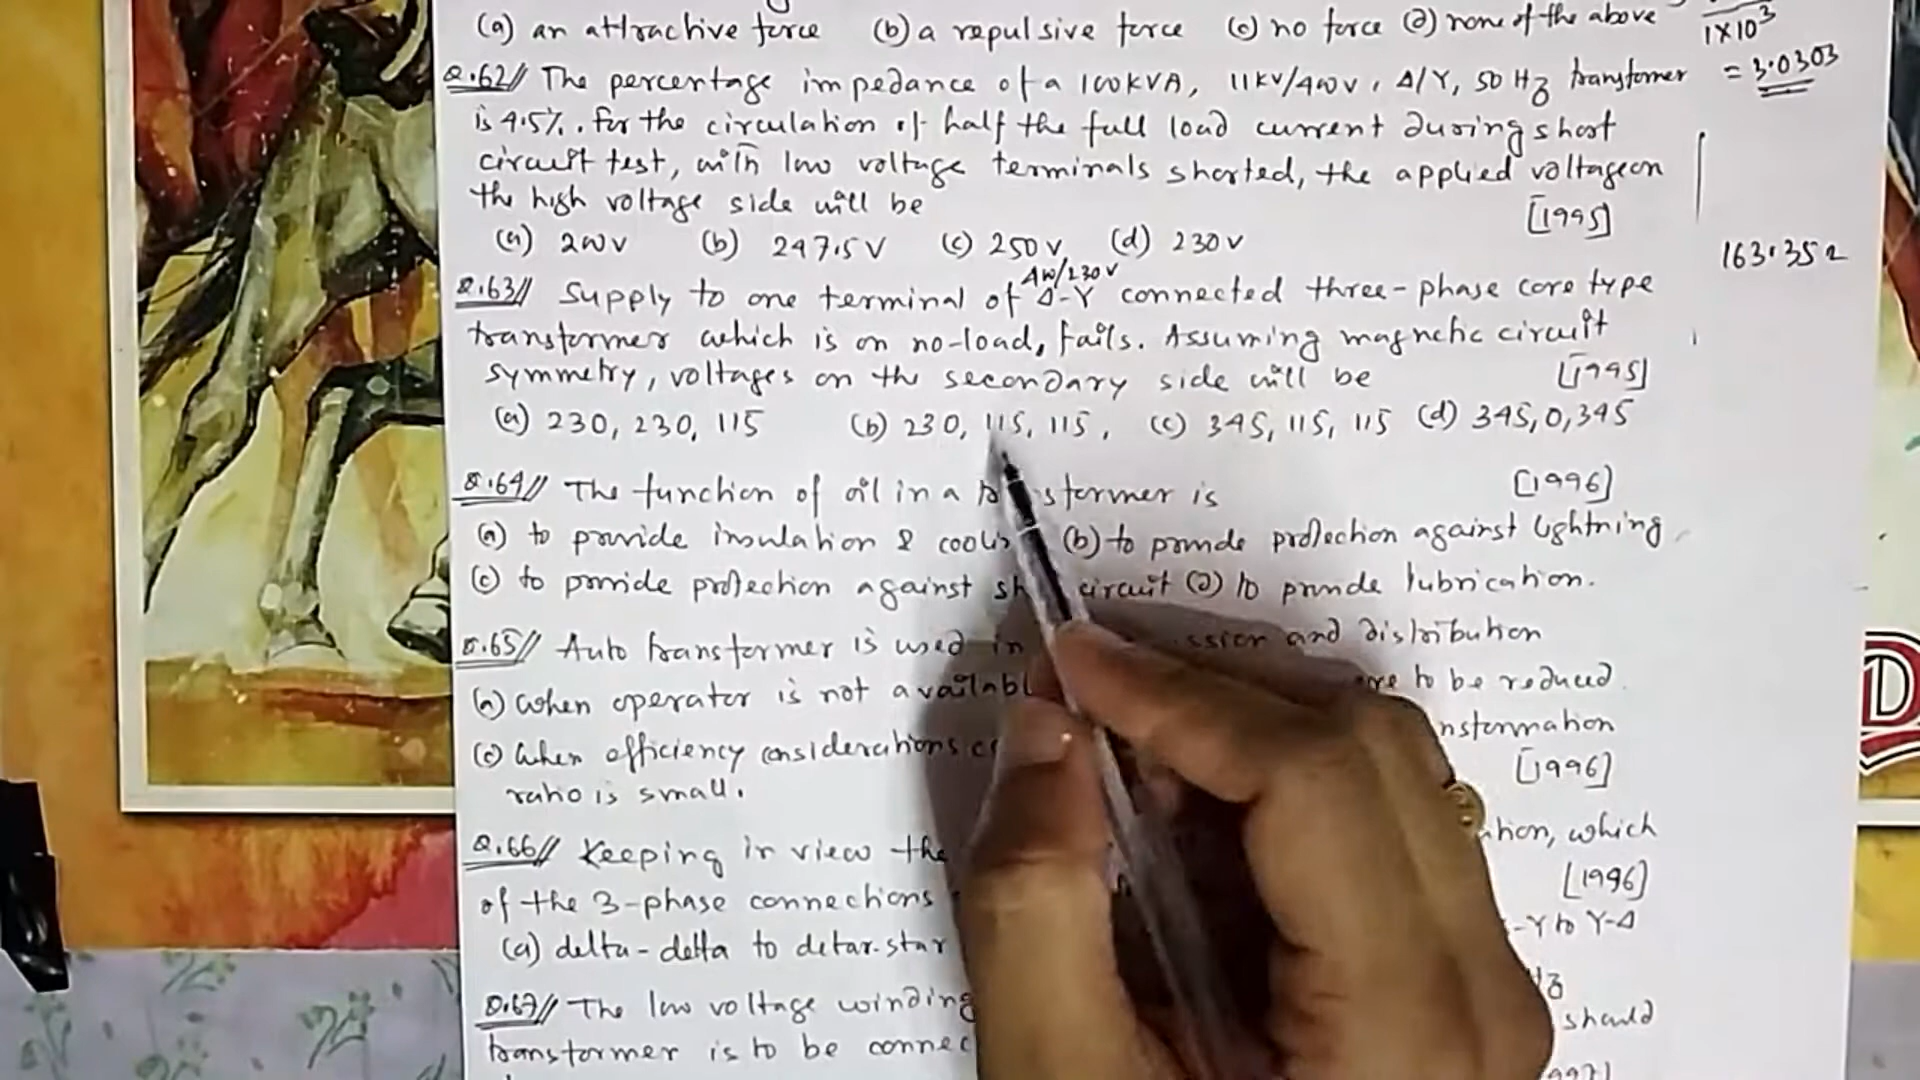 (a) an attractive force (b) a repulsive force (c) no force (d) none of the above
1×10³
= 3.0303
Q.62// The percentage impedance of a 100KVA, 11KV/400V, Δ/Y, 50 Hz transformer
is 4.5%. For the circulation of half the full load current during short
circuit test, with low voltage terminals shorted, the applied voltage on
the high voltage side will be [1995]
(a) 200V (b) 247.5V (c) 250V, (d) 230V
163.35Ω
400/230V
Q.63// Supply to one terminal of Δ-Y connected three-phase core type
transformer which is on no-load, fails. Assuming magnetic circuit
symmetry, voltages on the secondary side will be [1995]
(a) 230, 230, 115 (b) 230, 115, 115, (c) 345, 115, 115 (d) 345, 0, 345
Q.64// The function of oil in a is [1996]
(a) to provide insulation & (b) to provide protection against lightning
(c) to provide protection against circuit (d) to provide lubrication.
Q.65// Auto transformer is used in and distribution
(a) When operator is not to be reduced.
(c) When efficiency considerations
ratio is small. [1996]
Q.66// Keeping in view the which
of the 3-phase connections [1996]
(a) delta-delta to detar-star -Y to Y-Δ
Q.67// The low voltage winding should
transformer is to be